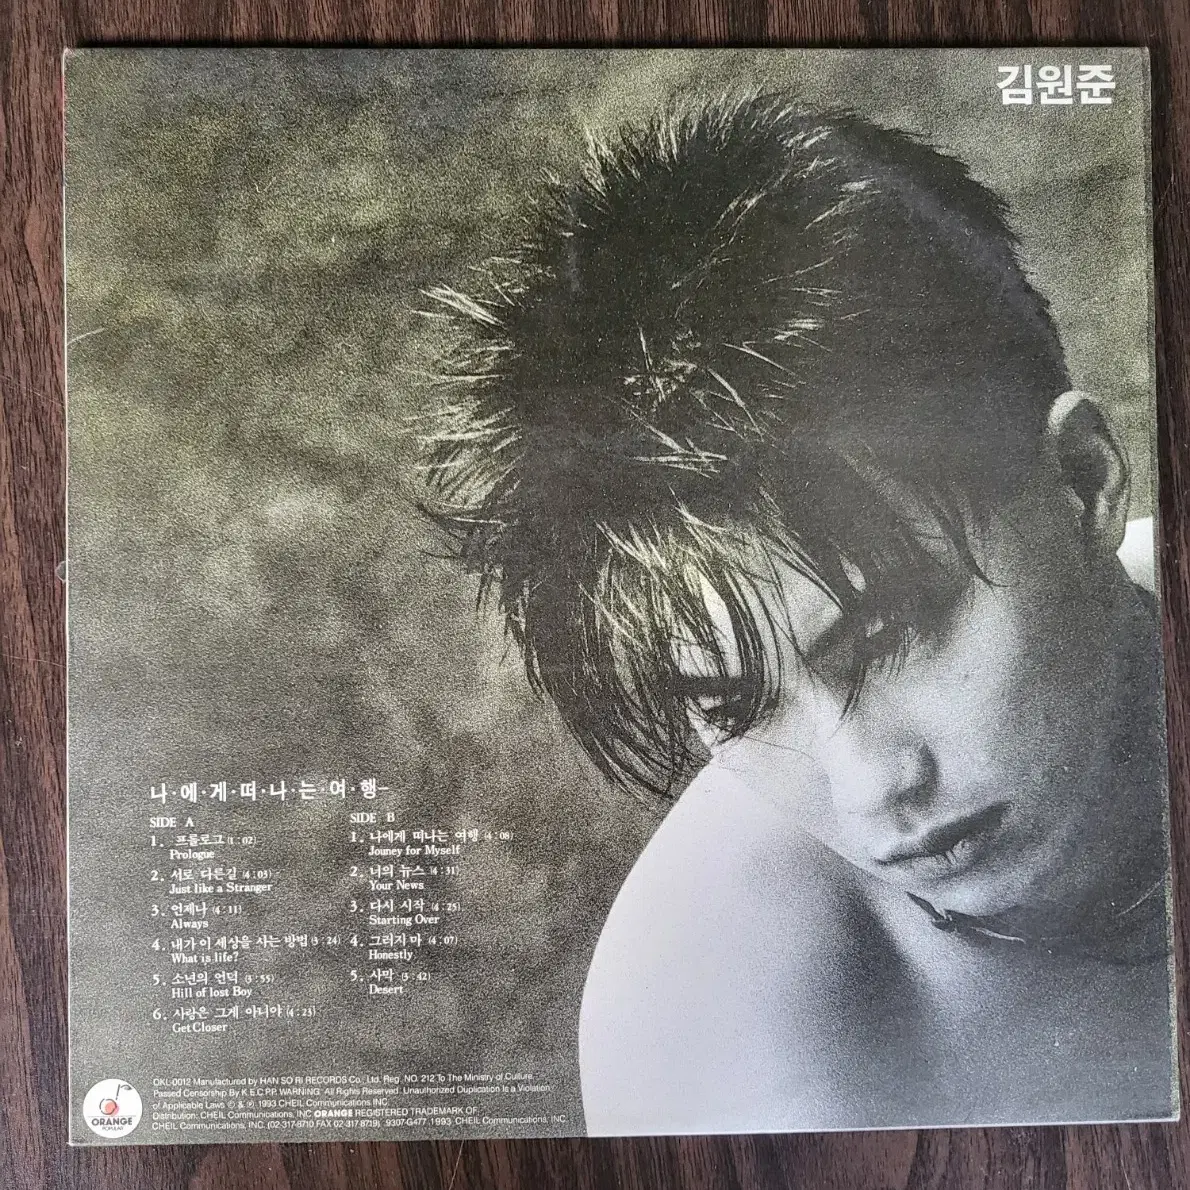 김원준
나·에·게·떠·나·는·여·행-
SIDE A
1. 프롤로그 (1:02)
Prologue
2. 서로 다른길 (4:03)
Just like a Stranger
3. 언제나 (4:11)
Always
4. 내가 이 세상을 사는 방법 (3:24)
What is life?
5. 소년의 언덕 (3:55)
Hill of lost Boy
6. 사랑은 그게 아니야 (4:23)
Get Closer
SIDE B
1. 나에게 떠나는 여행 (4:08)
Jouney for Myself
2. 너의 뉴스 (4:31)
Your News
3. 다시 시작 (4:25)
Starting Over
4. 그러지 마 (4:07)
Honestly
5. 사막 (3:42)
Desert
OKL-0012 Manufactured by HAN SO RI RECORDS Co., Ltd. Reg. NO. 212 To The Ministry of Culture.
Passed Censorship By K.E.C.P.P. WARNING: All Rights Reserved. Unauthorized Duplication Is a Violation
of Applicable Laws © & ℗ 1993 CHEIL Communications, INC.
Distribution: CHEIL Communications, INC ORANGE REGISTERED TRADEMARK OF
CHEIL Communications, INC. (02-317-8710 FAX 02-317-8719) .9307-G477. 1993. CHEIL Communications, INC.
ORANGE
POPULAR